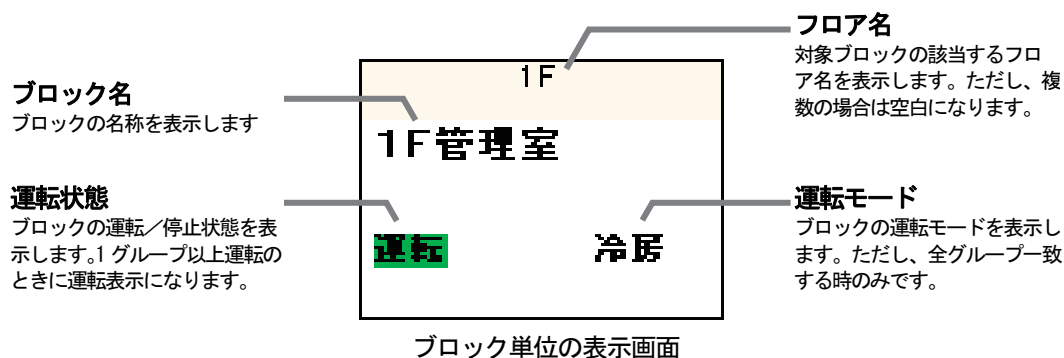 フロア名
対象ブロックの該当するフロ
ア名を表示します。ただし、複
数の場合は空白になります。
ブロック名
ブロックの名称を表示します
1F
1F管理室
運転状態
ブロックの運転／停止状態を表
示します。1グループ以上運転の
ときに運転表示になります。
運転
冷房
運転モード
ブロックの運転モードを表示し
ます。ただし、全グループ一致
する時のみです。
ブロック単位の表示画面